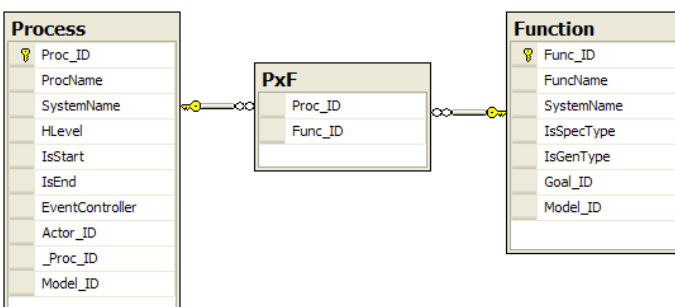 Process
Proc_ID
ProcName
SystemName
HLevel
IsStart
IsEnd
EventController
Actor_ID
_Proc_ID
Model_ID
PxF
Proc_ID
Func_ID
Function
Func_ID
FuncName
SystemName
IsSpecType
IsGenType
Goal_ID
Model_ID